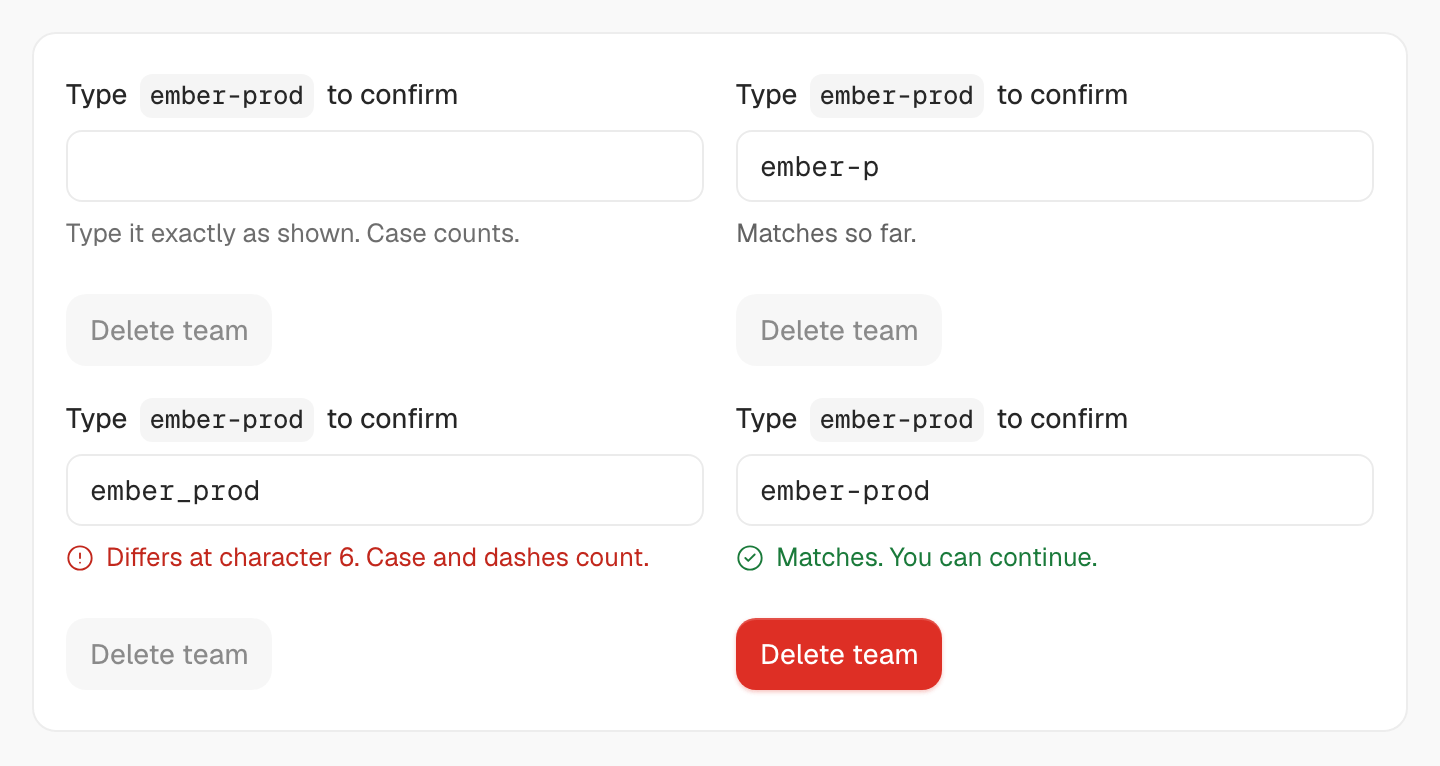 Type ember-prod to confirm
Type it exactly as shown. Case counts.
Delete team
Type ember-prod to confirm
ember-p
Matches so far.
Delete team
Type ember-prod to confirm
ember_prod
Differs at character 6. Case and dashes count.
Delete team
Type ember-prod to confirm
ember-prod
Matches. You can continue.
Delete team